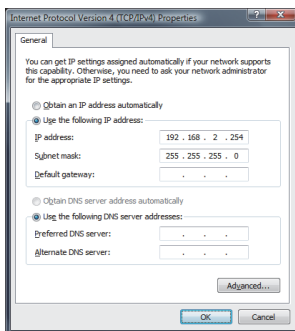 Internet Protocol Version 4 (TCP/IPv4) Properties
General
You can get IP settings assigned automatically if your network supports
this capability. Otherwise, you need to ask your network administrator
for the appropriate IP settings.
Obtain an IP address automatically
Use the following IP address:
IP address: 192 . 168 . 2 . 254
Subnet mask: 255 . 255 . 255 . 0
Default gateway: . . .
Obtain DNS server address automatically
Use the following DNS server addresses:
Preferred DNS server: . . .
Alternate DNS server: . . .
Advanced...
OK Cancel